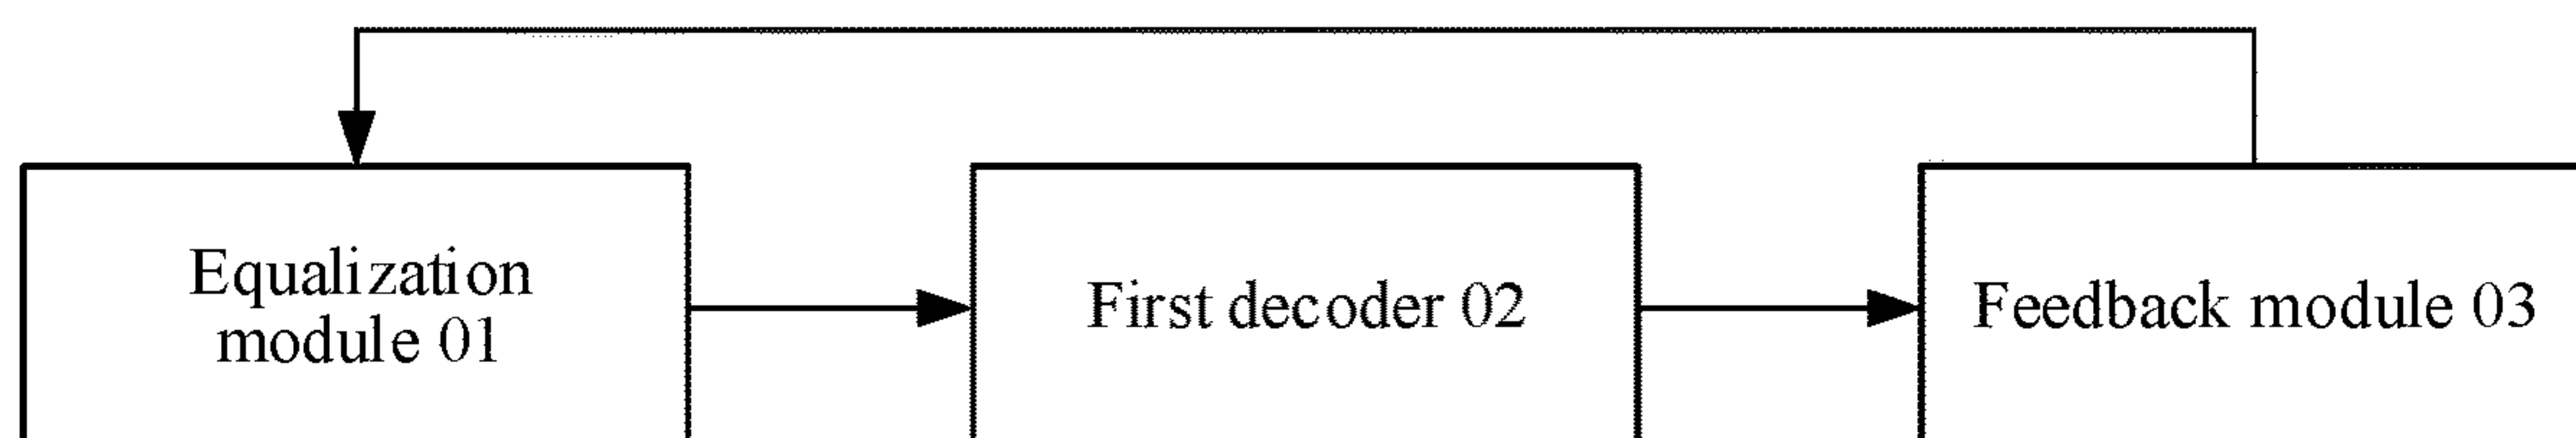 Equalization
module 01
First decoder 02
Feedback module 03